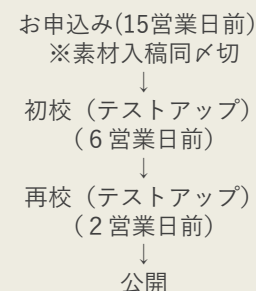 お申込み(15営業日前)
※素材入稿同〆切
↓
初校（テストアップ）
（６営業日前）
↓
再校（テストアップ）
（２営業日前）
↓
公開